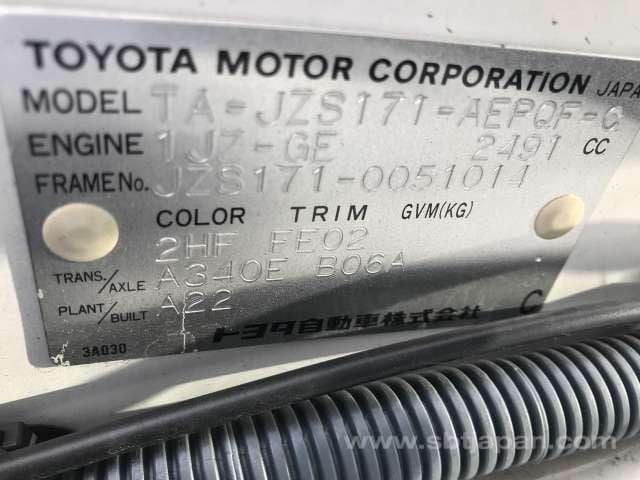 TOYOTA MOTOR CORPORATION JAPA
MODEL TA-JZS171-AEPQF-C
ENGINE 1JZ-GE 2491 CC
FRAME No. JZS171-0051014
COLOR TRIM GVM(KG)
2HF FE02
TRANS./AXLE A340E B06A
PLANT/BUILT A22
トヨタ自動車株式会社 C
3A030
www.sbtjapan.com